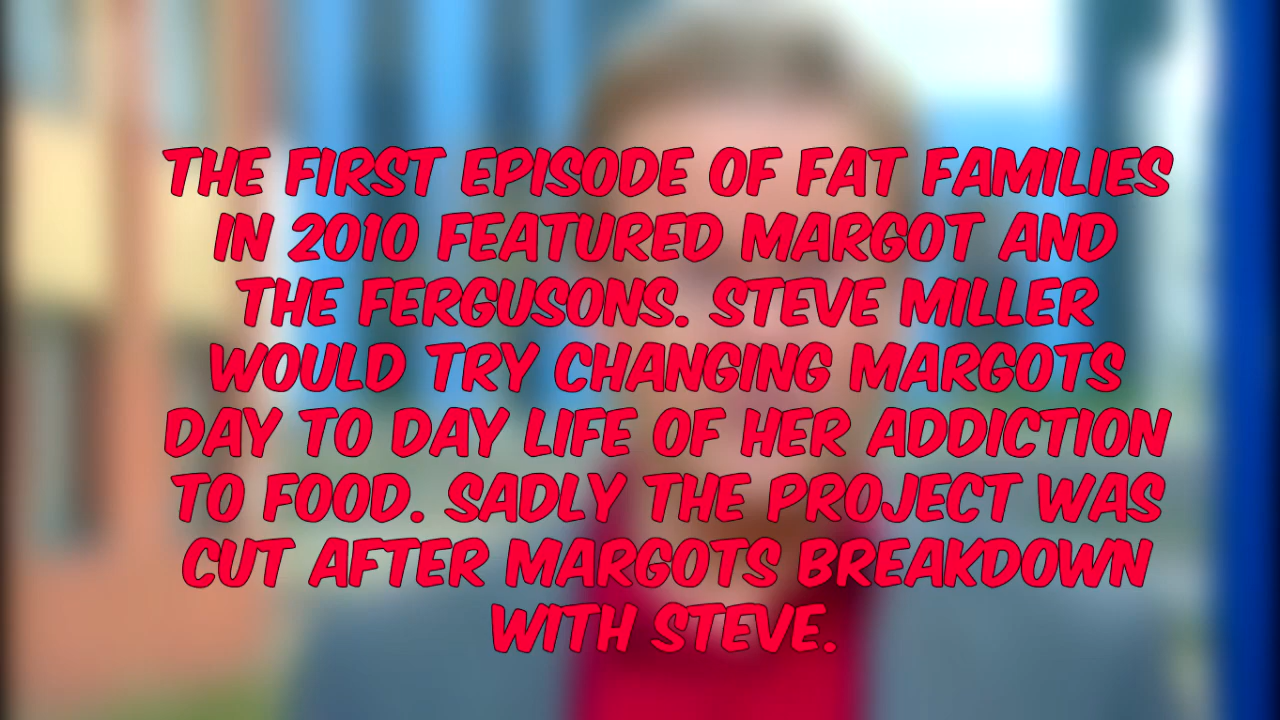 THE FIRST EPISODE OF FAT FAMILIES
IN 2010 FEATURED MARGOT AND
THE FERGUSONS. STEVE MILLER
WOULD TRY CHANGING MARGOTS
DAY TO DAY LIFE OF HER ADDICTION
TO FOOD. SADLY THE PROJECT WAS
CUT AFTER MARGOTS BREAKDOWN
WITH STEVE.